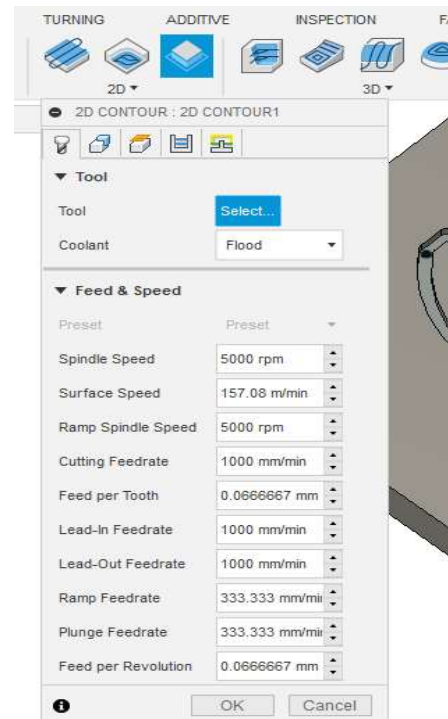 TURNING ADDITIVE INSPECTION
2D 3D
2D CONTOUR : 2D CONTOUR1
Tool
Tool Select...
Coolant Flood
Feed & Speed
Preset Preset
Spindle Speed 5000 rpm
Surface Speed 157.08 m/min
Ramp Spindle Speed 5000 rpm
Cutting Feedrate 1000 mm/min
Feed per Tooth 0.0666667 mm
Lead-In Feedrate 1000 mm/min
Lead-Out Feedrate 1000 mm/min
Ramp Feedrate 333.333 mm/mi
Plunge Feedrate 333.333 mm/mi
Feed per Revolution 0.0666667 mm
OK Cancel